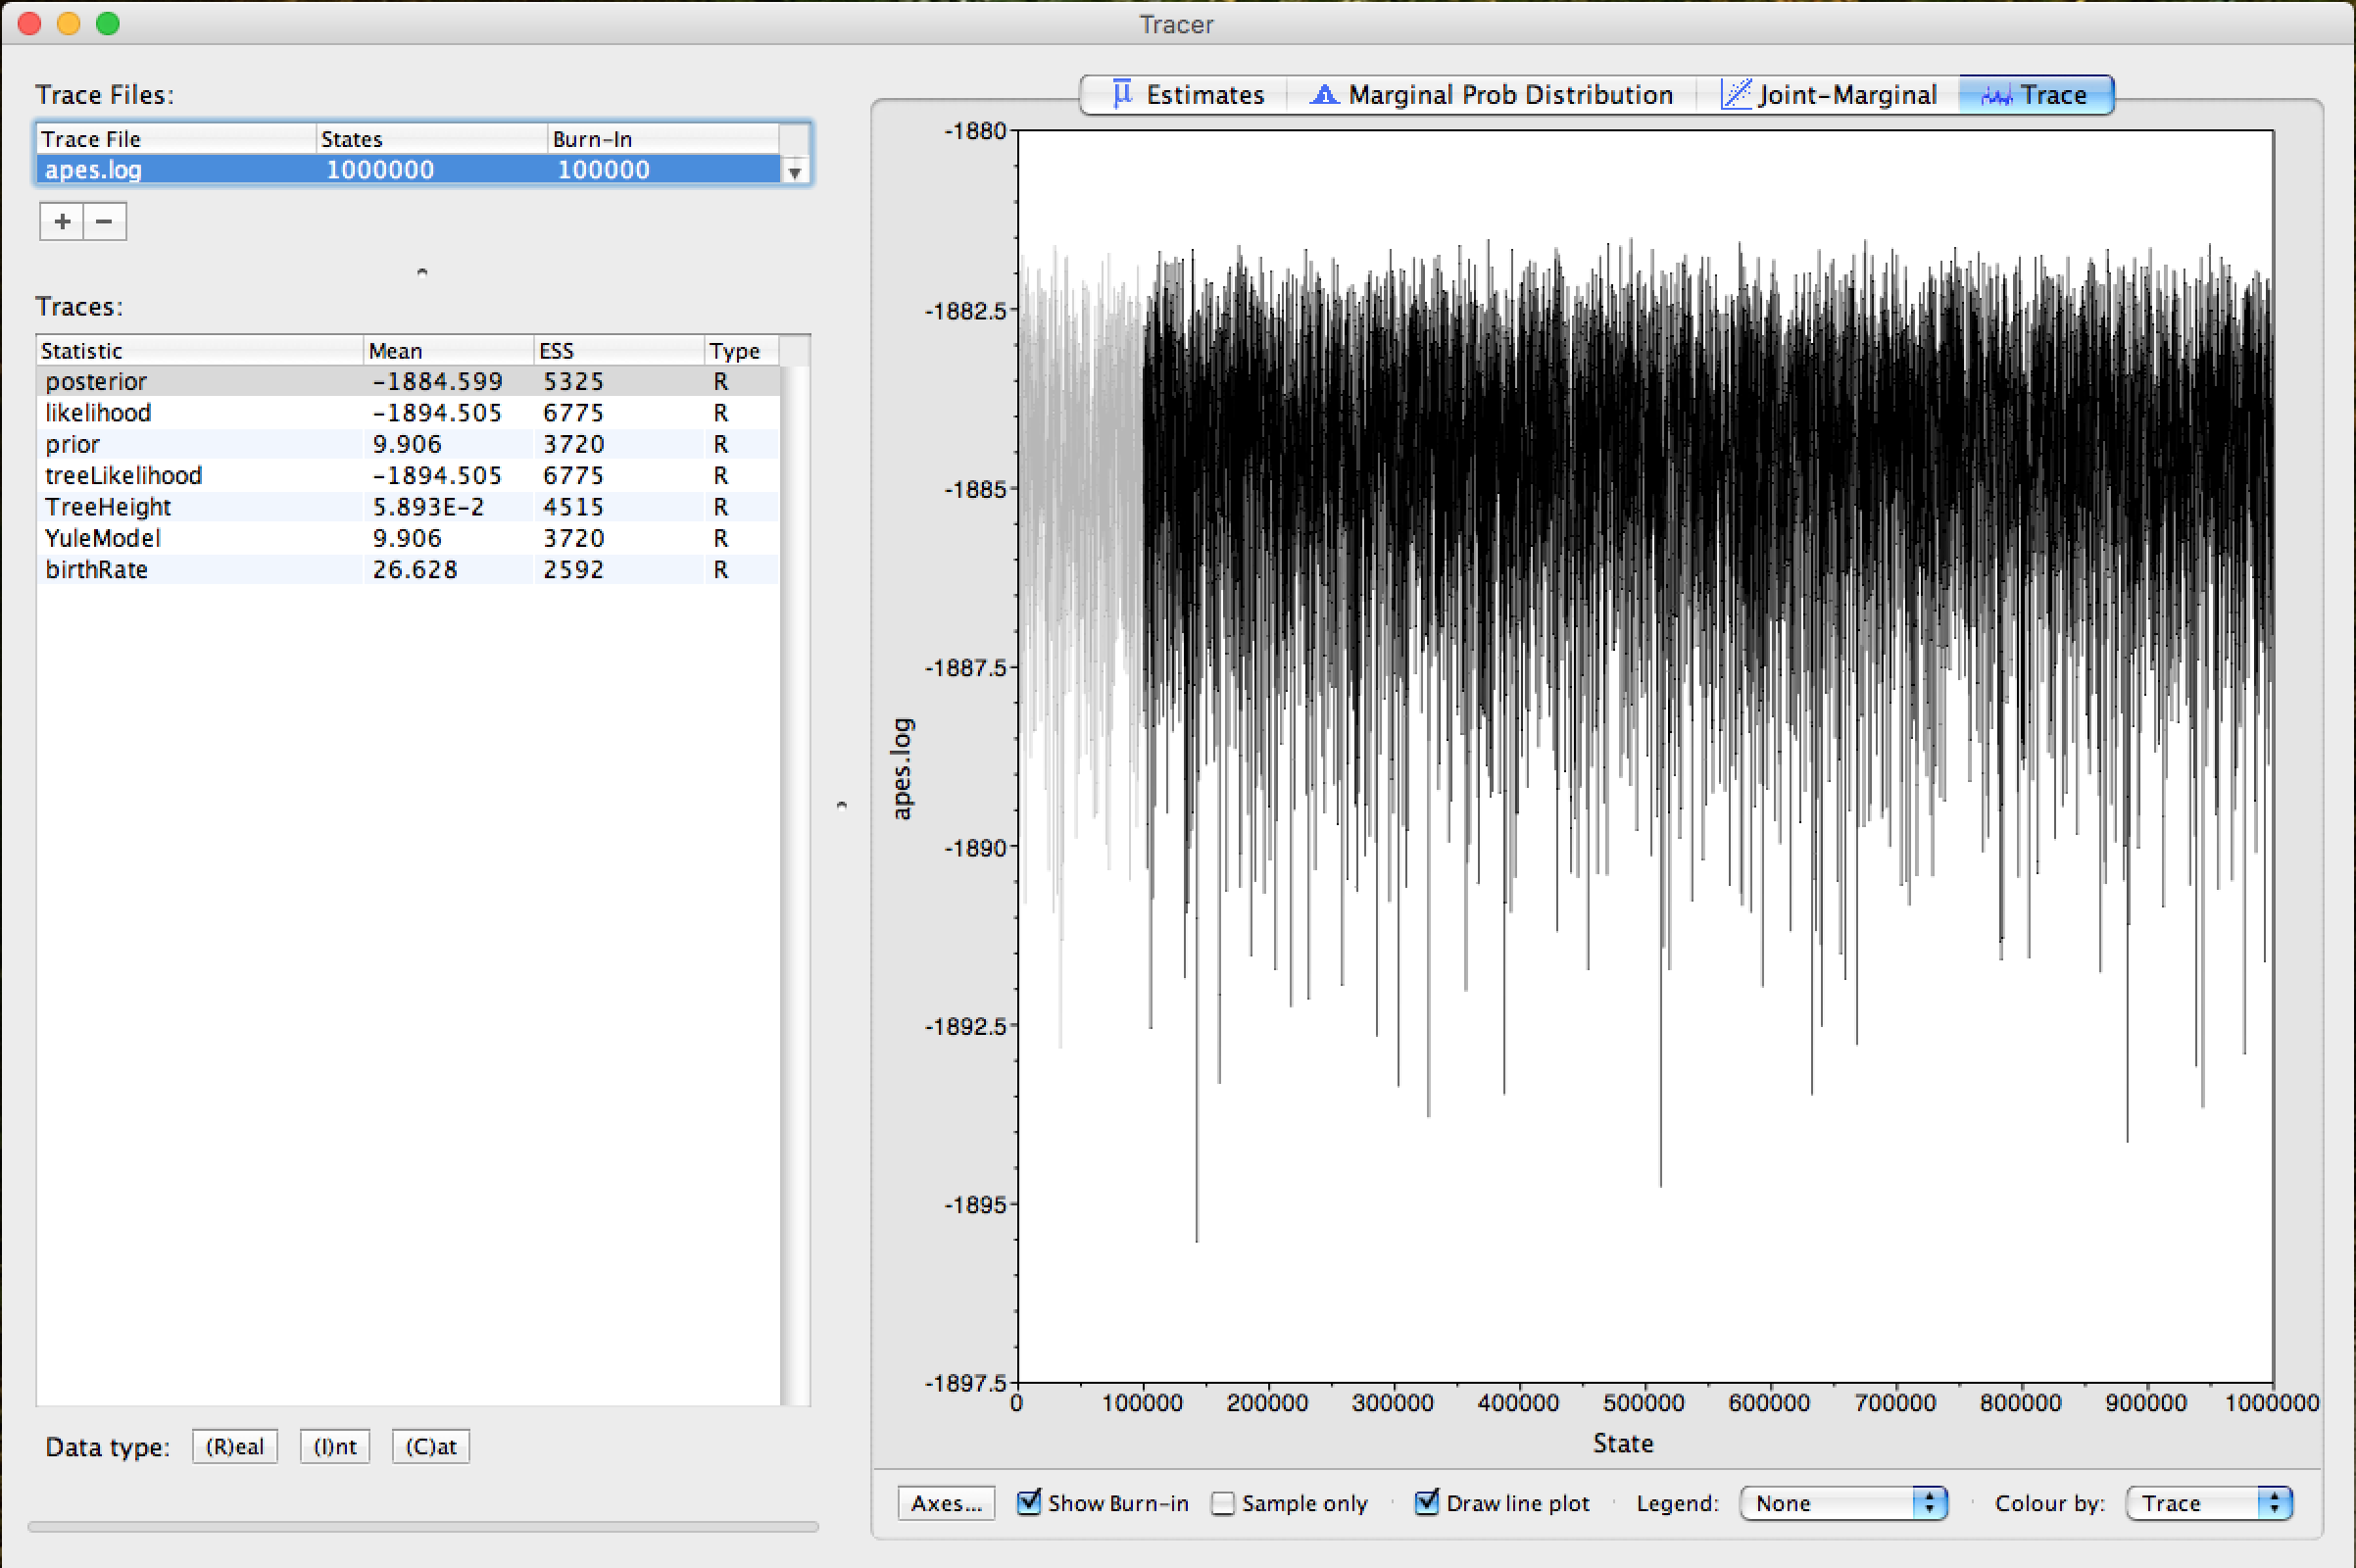 Tracer
Trace Files:
Trace File States Burn-In
apes.log 1000000 100000
+ −
Traces:
Statistic Mean ESS Type
posterior -1884.599 5325 R
likelihood -1894.505 6775 R
prior 9.906 3720 R
treeLikelihood -1894.505 6775 R
TreeHeight 5.893E-2 4515 R
YuleModel 9.906 3720 R
birthRate 26.628 2592 R
Data type: (R)eal (I)nt (C)at
Estimates Marginal Prob Distribution Joint-Marginal Trace
-1880
-1882.5
-1885
-1887.5
-1890
-1892.5
-1895
-1897.5
apes.log
0 100000 200000 300000 400000 500000 600000 700000 800000 900000 1000000
State
Axes... Show Burn-in Sample only Draw line plot Legend: None Colour by: Trace